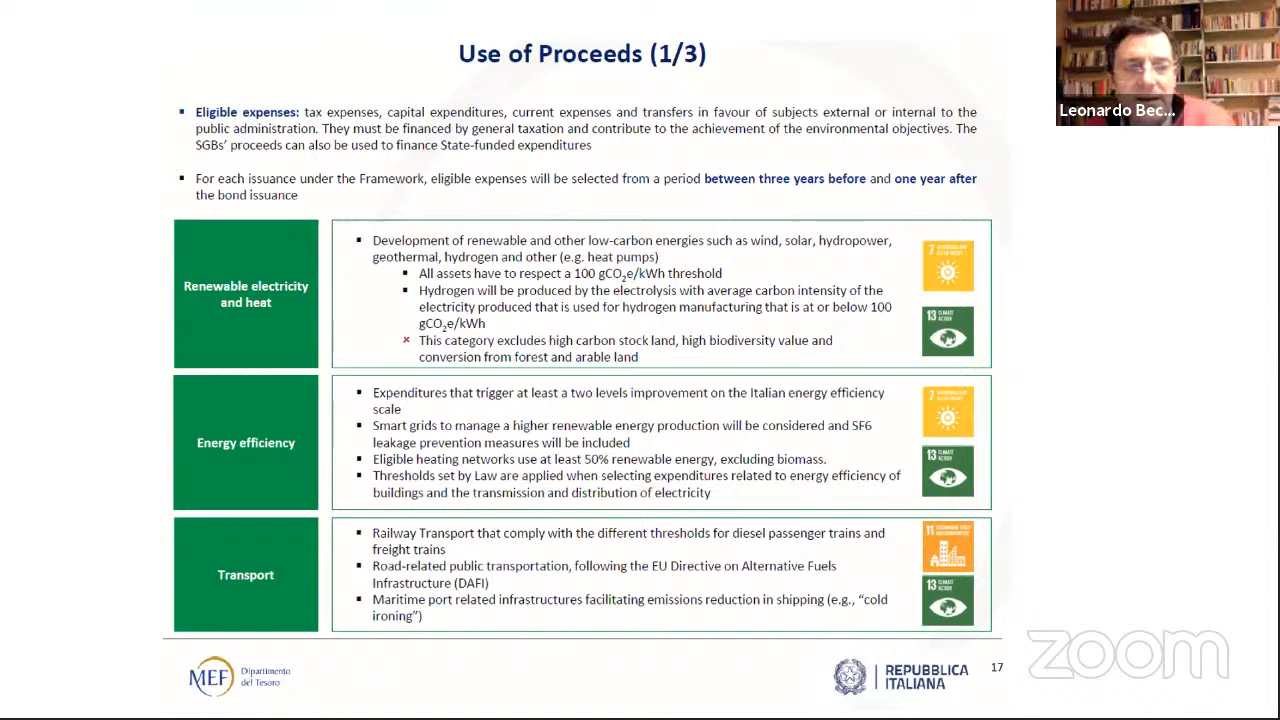 Use of Proceeds (1/3)
Leonardo Bec...
▪ Eligible expenses: tax expenses, capital expenditures, current expenses and transfers in favour of subjects external or internal to the
public administration. They must be financed by general taxation and contribute to the achievement of the environmental objectives. The
SGBs' proceeds can also be used to finance State-funded expenditures
▪ For each issuance under the Framework, eligible expenses will be selected from a period between three years before and one year after
the bond issuance
Renewable electricity
and heat
▪ Development of renewable and other low-carbon energies such as wind, solar, hydropower,
geothermal, hydrogen and other (e.g. heat pumps)
▪ All assets have to respect a 100 gCO2e/kWh threshold
▪ Hydrogen will be produced by the electrolysis with average carbon intensity of the
electricity produced that is used for hydrogen manufacturing that is at or below 100
gCO2e/kWh
× This category excludes high carbon stock land, high biodiversity value and
conversion from forest and arable land
7
13 CLIMATE
ACTION
Energy efficiency
▪ Expenditures that trigger at least a two levels improvement on the Italian energy efficiency
scale
▪ Smart grids to manage a higher renewable energy production will be considered and SF6
leakage prevention measures will be included
▪ Eligible heating networks use at least 50% renewable energy, excluding biomass.
▪ Thresholds set by Law are applied when selecting expenditures related to energy efficiency of
buildings and the transmission and distribution of electricity
7
13 CLIMATE
ACTION
Transport
▪ Railway Transport that comply with the different thresholds for diesel passenger trains and
freight trains
▪ Road-related public transportation, following the EU Directive on Alternative Fuels
Infrastructure (DAFI)
▪ Maritime port related infrastructures facilitating emissions reduction in shipping (e.g., "cold
ironing")
11
13 CLIMATE
ACTION
MEF Dipartimento
del Tesoro
REPUBBLICA
ITALIANA
17
zoom